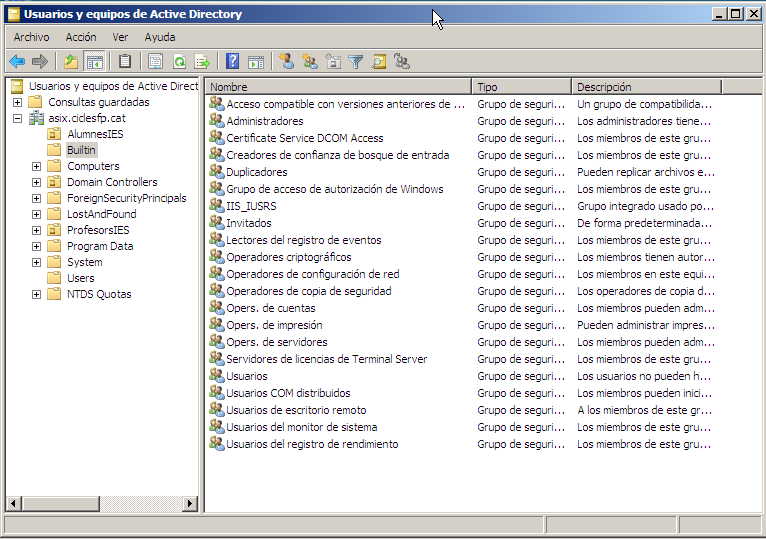 Usuarios y equipos de Active Directory
Archivo Acción Ver Ayuda
Usuarios y equipos de Active Direct
Consultas guardadas
asix.ciclesfp.cat
AlumnesIES
Builtin
Computers
Domain Controllers
ForeignSecurityPrincipals
LostAndFound
ProfesorsIES
Program Data
System
Users
NTDS Quotas
Nombre Tipo Descripción
Acceso compatible con versiones anteriores de ... Grupo de seguri... Un grupo de compatibilida...
Administradores Grupo de seguri... Los administradores tiene...
Certificate Service DCOM Access Grupo de seguri... Los miembros de este gru...
Creadores de confianza de bosque de entrada Grupo de seguri... Los miembros de este gru...
Duplicadores Grupo de seguri... Pueden replicar archivos e...
Grupo de acceso de autorización de Windows Grupo de seguri... Los miembros de este gru...
IIS_IUSRS Grupo de seguri... Grupo integrado usado po...
Invitados Grupo de seguri... De forma predeterminada...
Lectores del registro de eventos Grupo de seguri... Los miembros de este gru...
Operadores criptográficos Grupo de seguri... Los miembros tienen autor...
Operadores de configuración de red Grupo de seguri... Los miembros en este equi...
Operadores de copia de seguridad Grupo de seguri... Los operadores de copia d...
Opers. de cuentas Grupo de seguri... Los miembros pueden adm...
Opers. de impresión Grupo de seguri... Pueden administrar impres...
Opers. de servidores Grupo de seguri... Los miembros pueden adm...
Servidores de licencias de Terminal Server Grupo de seguri... Los miembros de este gru...
Usuarios Grupo de seguri... Los usuarios no pueden h...
Usuarios COM distribuidos Grupo de seguri... Los miembros pueden inici...
Usuarios de escritorio remoto Grupo de seguri... A los miembros de este gr...
Usuarios del monitor de sistema Grupo de seguri... Los miembros de este gru...
Usuarios del registro de rendimiento Grupo de seguri... Los miembros de este gru...